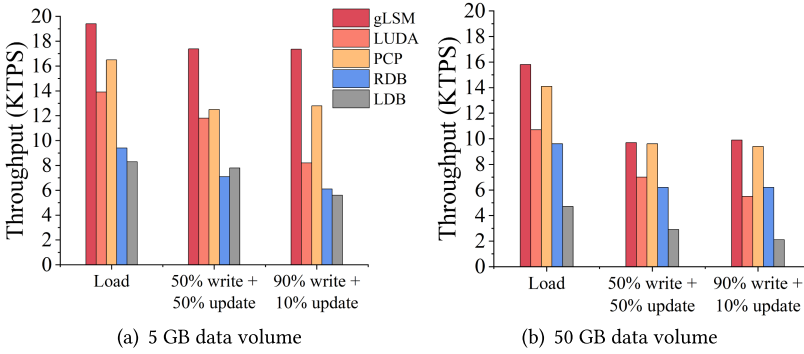 Throughput (KTPS)
20
18
16
14
12
10
8
6
4
2
0
gLSM
LUDA
PCP
RDB
LDB
Load
50% write +
50% update
90% write +
10% update
(a) 5 GB data volume
Throughput (KTPS)
20
18
16
14
12
10
8
6
4
2
0
Load
50% write +
50% update
90% write +
10% update
(b) 50 GB data volume